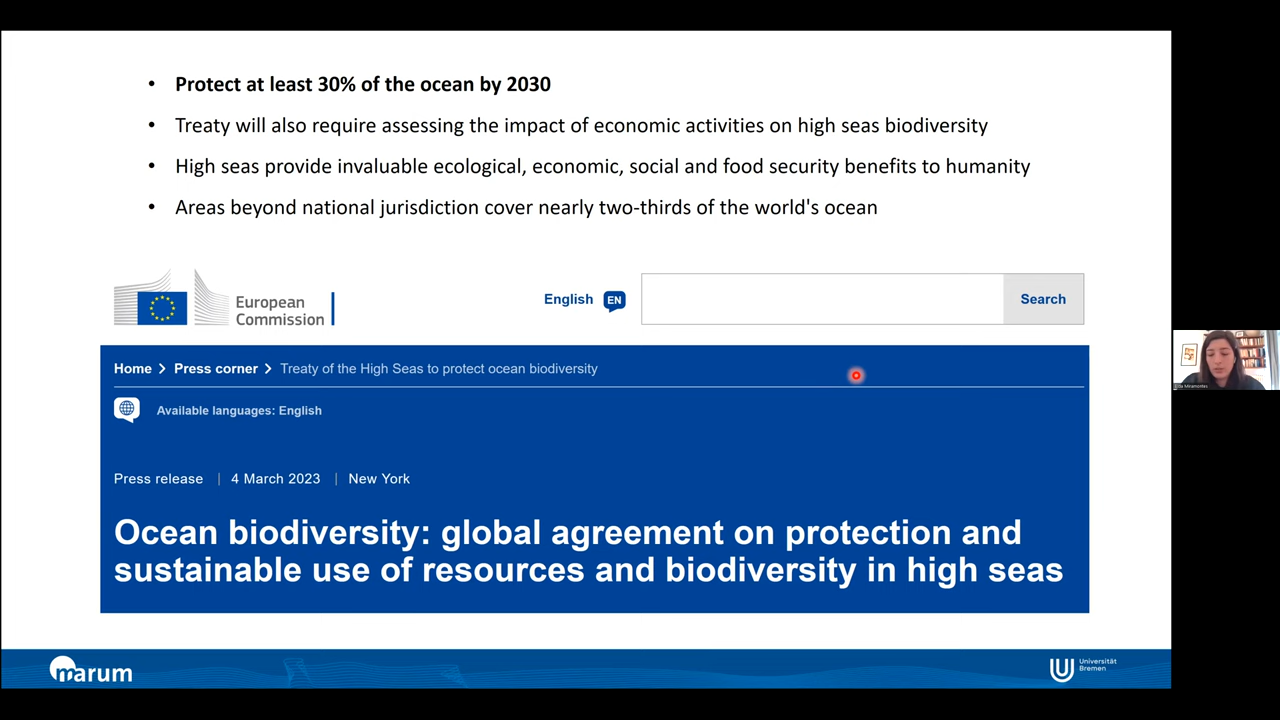 • Protect at least 30% of the ocean by 2030
• Treaty will also require assessing the impact of economic activities on high seas biodiversity
• High seas provide invaluable ecological, economic, social and food security benefits to humanity
• Areas beyond national jurisdiction cover nearly two-thirds of the world's ocean
European
Commission
English EN
Search
Home > Press corner > Treaty of the High Seas to protect ocean biodiversity
Available languages: English
Press release | 4 March 2023 | New York
Ocean biodiversity: global agreement on protection and
sustainable use of resources and biodiversity in high seas
Miramontes
marum
Universität
Bremen